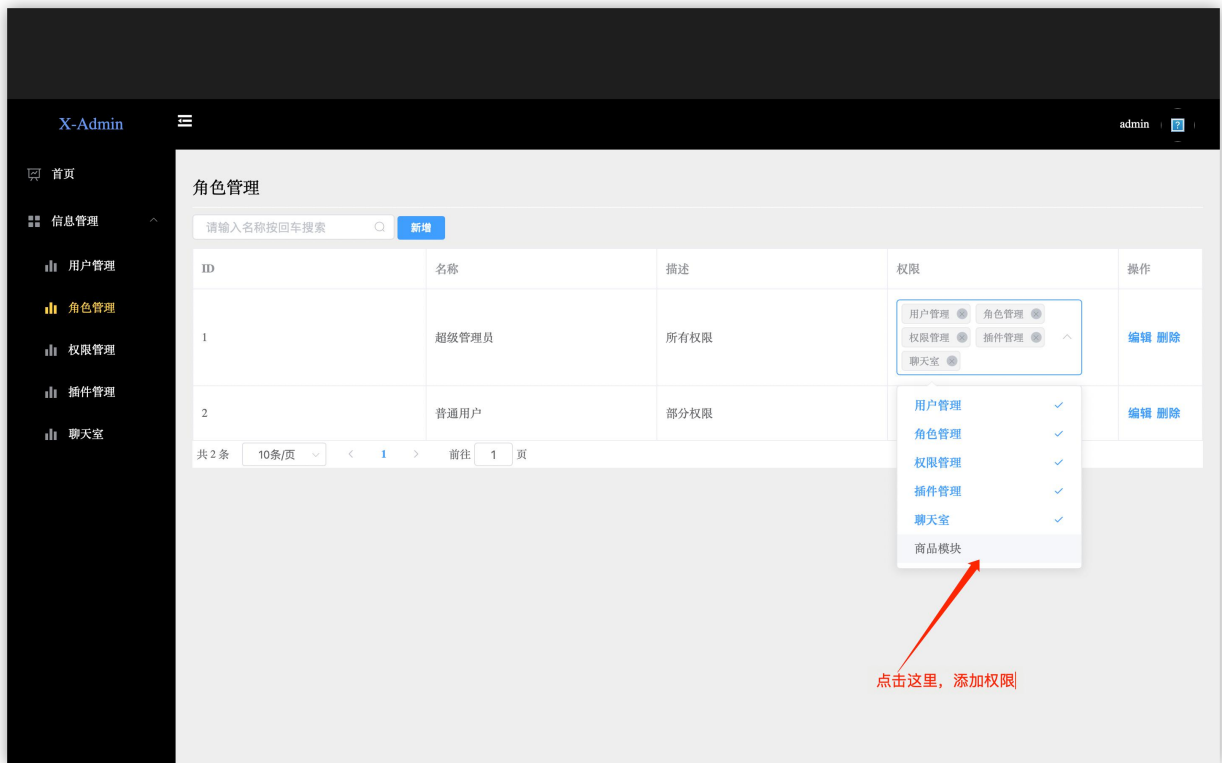 X-Admin
admin
首页
信息管理
用户管理
角色管理
权限管理
插件管理
聊天室
角色管理
请输入名称按回车搜索
新增
ID 名称 描述 权限 操作
1 超级管理员 所有权限 用户管理 角色管理 权限管理 插件管理 聊天室 编辑 删除
2 普通用户 部分权限 编辑 删除
用户管理
角色管理
权限管理
插件管理
聊天室
商品模块
共 2 条 10条/页 1 前往 1 页
点击这里，添加权限